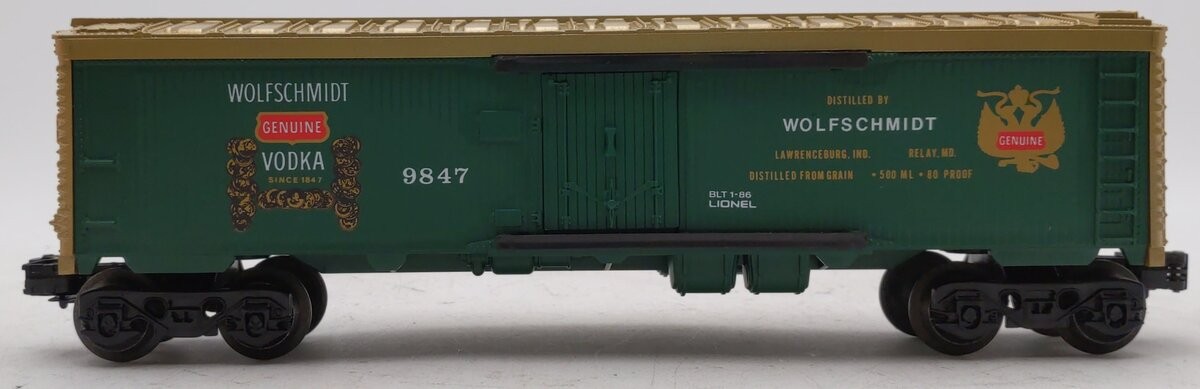 WOLFSCHMIDT
GENUINE
VODKA
SINCE 1847
9847
DISTILLED BY
WOLFSCHMIDT
LAWRENCEBURG, IND. RELAY, MD.
DISTILLED FROM GRAIN • 500 ML • 80 PROOF
GENUINE
BLT 1-86
LIONEL